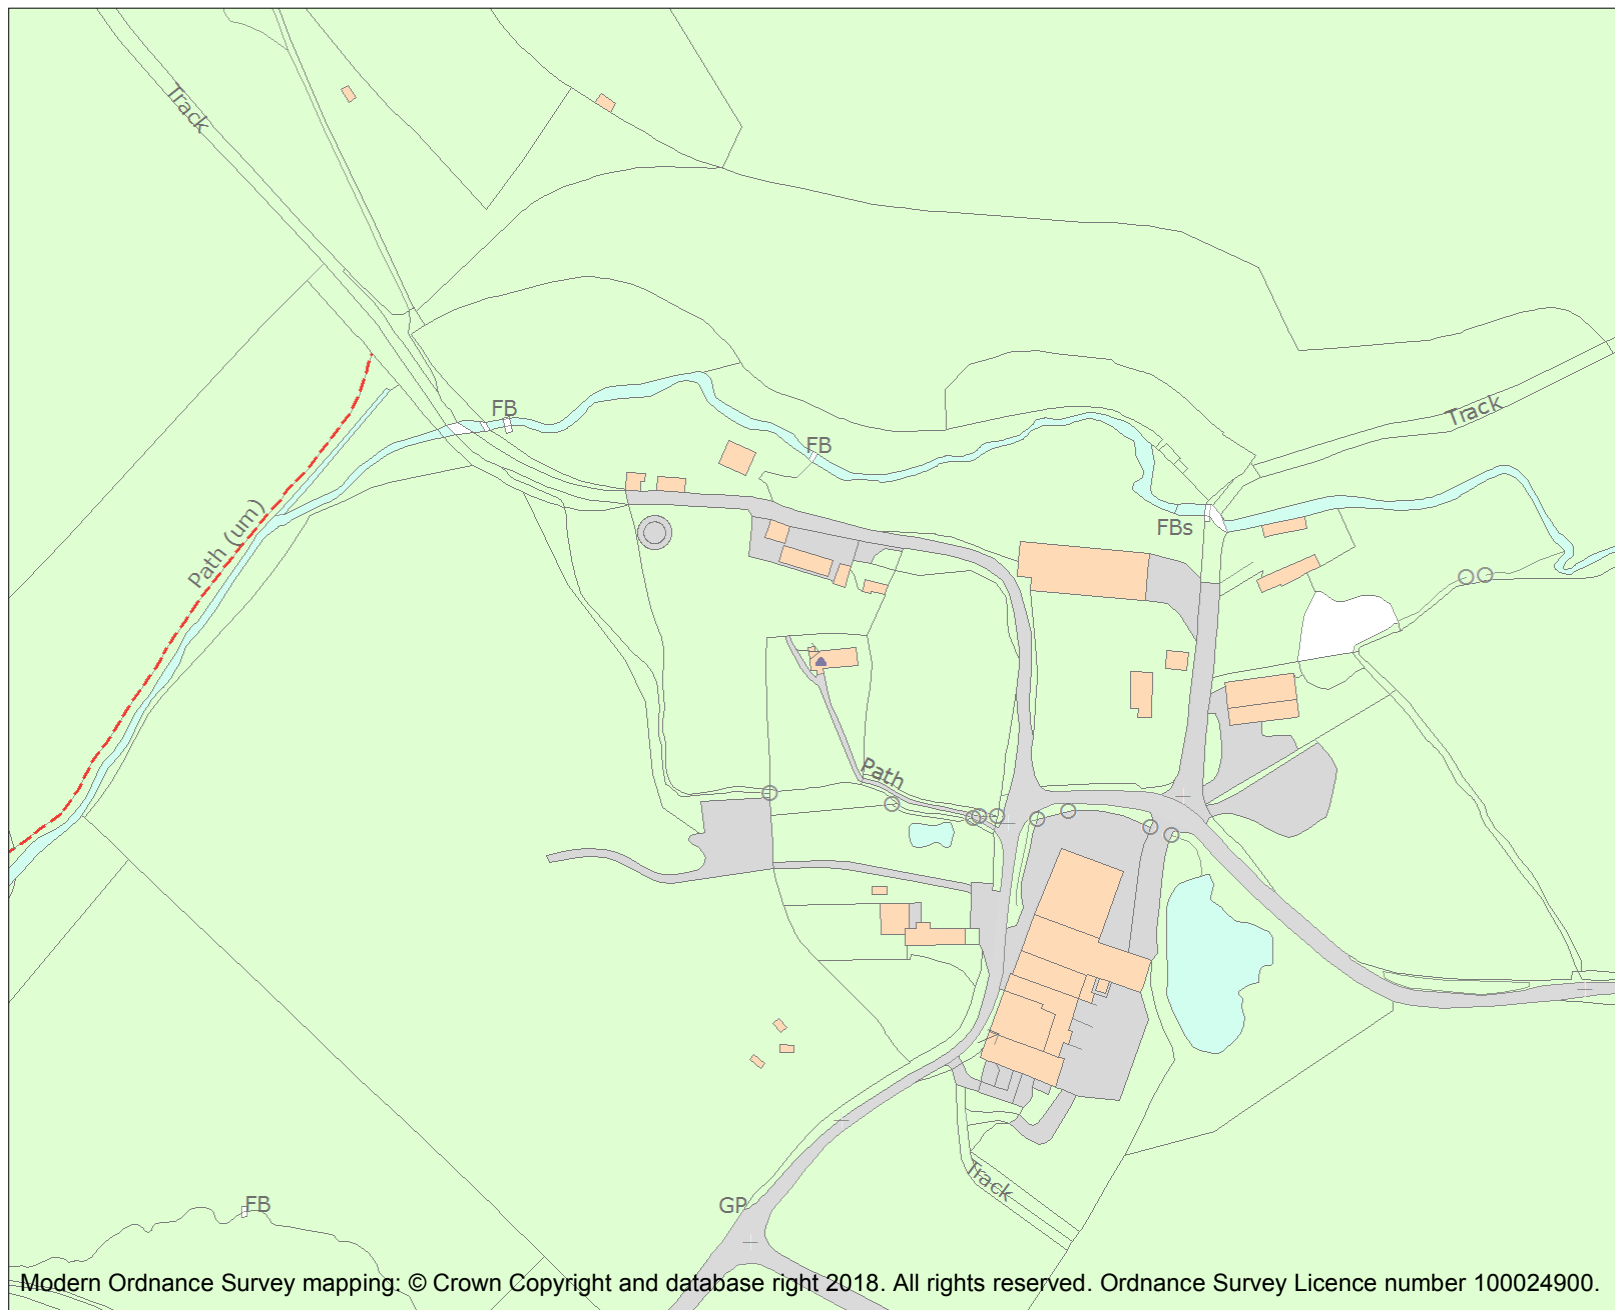 Track
FB
Track
FB
Path (um)
FBs
Path
Track
FB
GP
Modern Ordnance Survey mapping: © Crown Copyright and database right 2018. All rights reserved. Ordnance Survey Licence number 100024900.